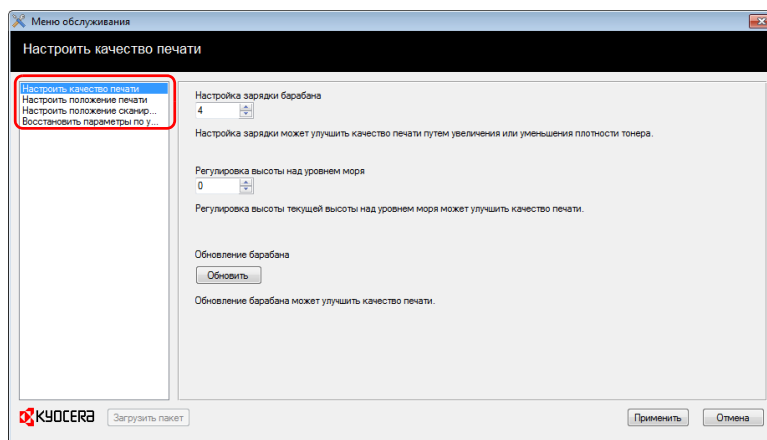 Меню обслуживания
Настроить качество печати
Настроить качество печати
Настроить положение печати
Настроить положение сканир...
Восстановить параметры по у...
Настройка зарядки барабана
4
Настройка зарядки может улучшить качество печати путем увеличения или уменьшения плотности тонера.
Регулировка высоты над уровнем моря
0
Регулировка высоты текущей высоты над уровнем моря может улучшить качество печати.
Обновление барабана
Обновить
Обновление барабана может улучшить качество печати.
KYOCERA
Загрузить пакет
Применить
Отмена